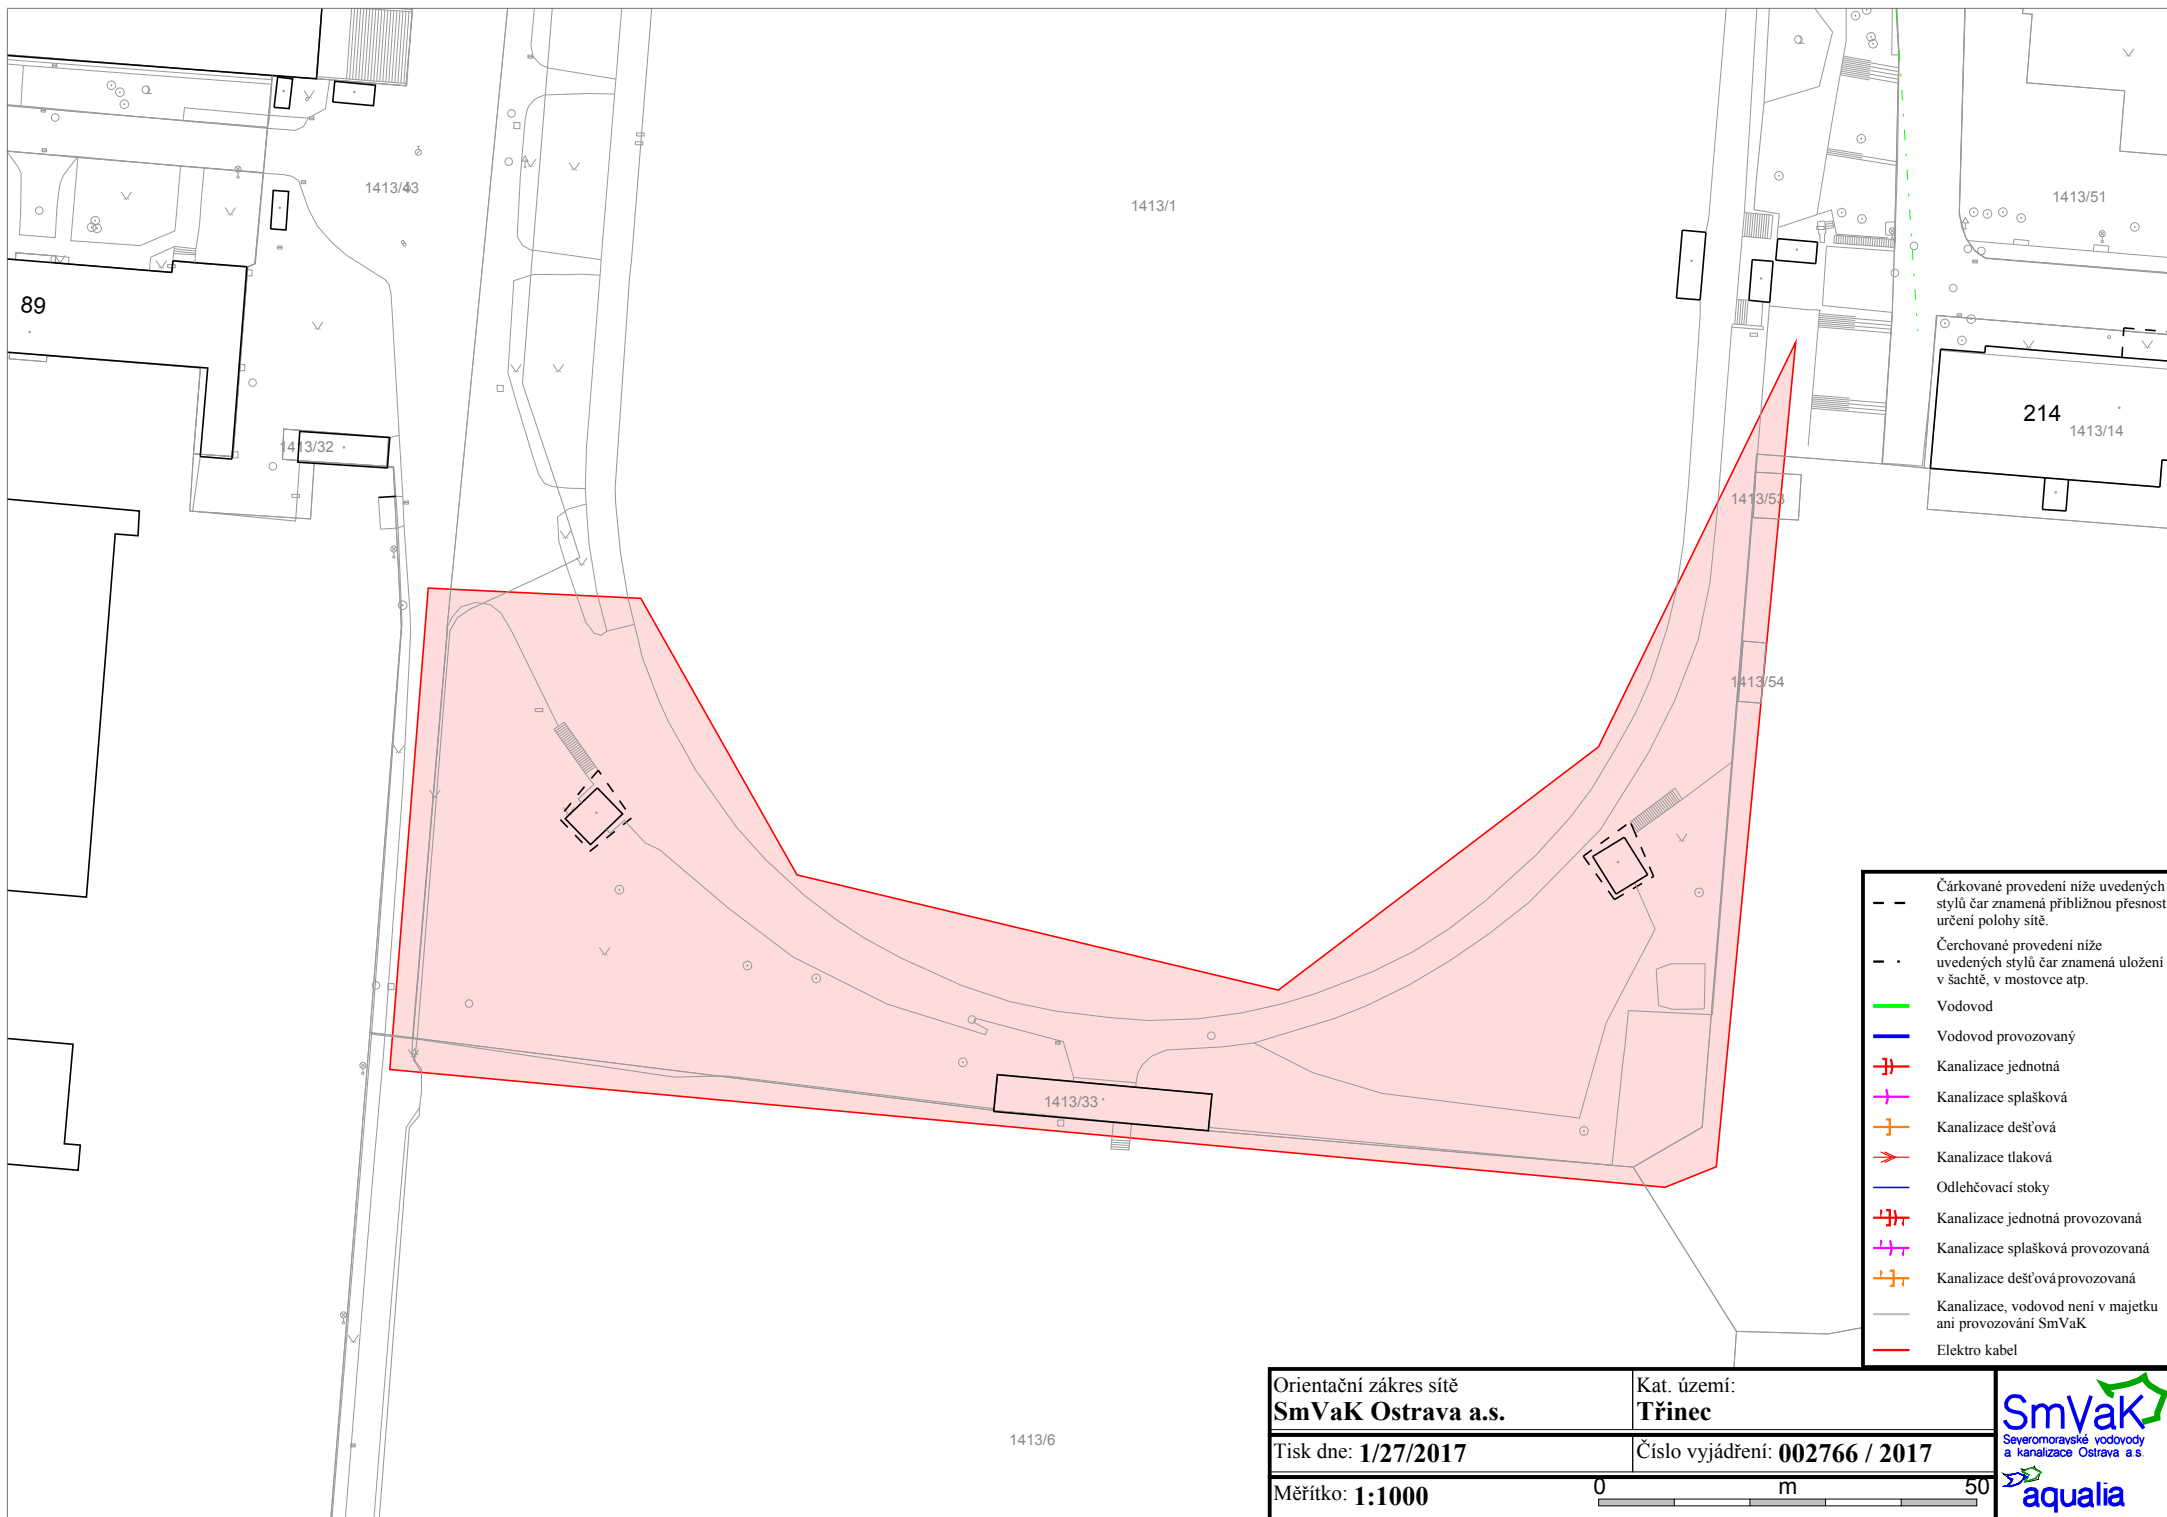 1413/43
1413/1
1413/51
89
214
1413/14
1413/32
1413/53
1413/54
1413/33
1413/6
Čárkované provedení níže uvedených
stylů čar znamená přibližnou přesnost
určení polohy sítě.
Čerchované provedení níže
uvedených stylů čar znamená uložení
v šachtě, v mostovce atp.
Vodovod
Vodovod provozovaný
Kanalizace jednotná
Kanalizace splašková
Kanalizace dešťová
Kanalizace tlaková
Odlehčovací stoky
Kanalizace jednotná provozovaná
Kanalizace splašková provozovaná
Kanalizace dešťová provozovaná
Kanalizace, vodovod není v majetku
ani provozování SmVaK
Elektro kabel
Orientační zákres sítě
SmVaK Ostrava a.s.
Kat. území:
Třinec
Tisk dne: 1/27/2017
Číslo vyjádření: 002766 / 2017
Měřítko: 1:1000
0 m 50
SmVaK
Severomoravské vodovody
a kanalizace Ostrava a.s.
aqualia